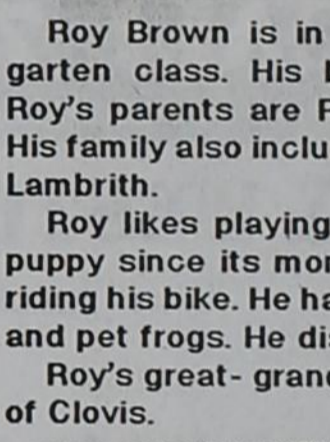 Roy Brown is in
garten class. His
Roy's parents are
His family also inclu
Lambrith.
Roy likes playing
puppy since its mo
riding his bike. He ha
and pet frogs. He di
Roy's great- gran
of Clovis.